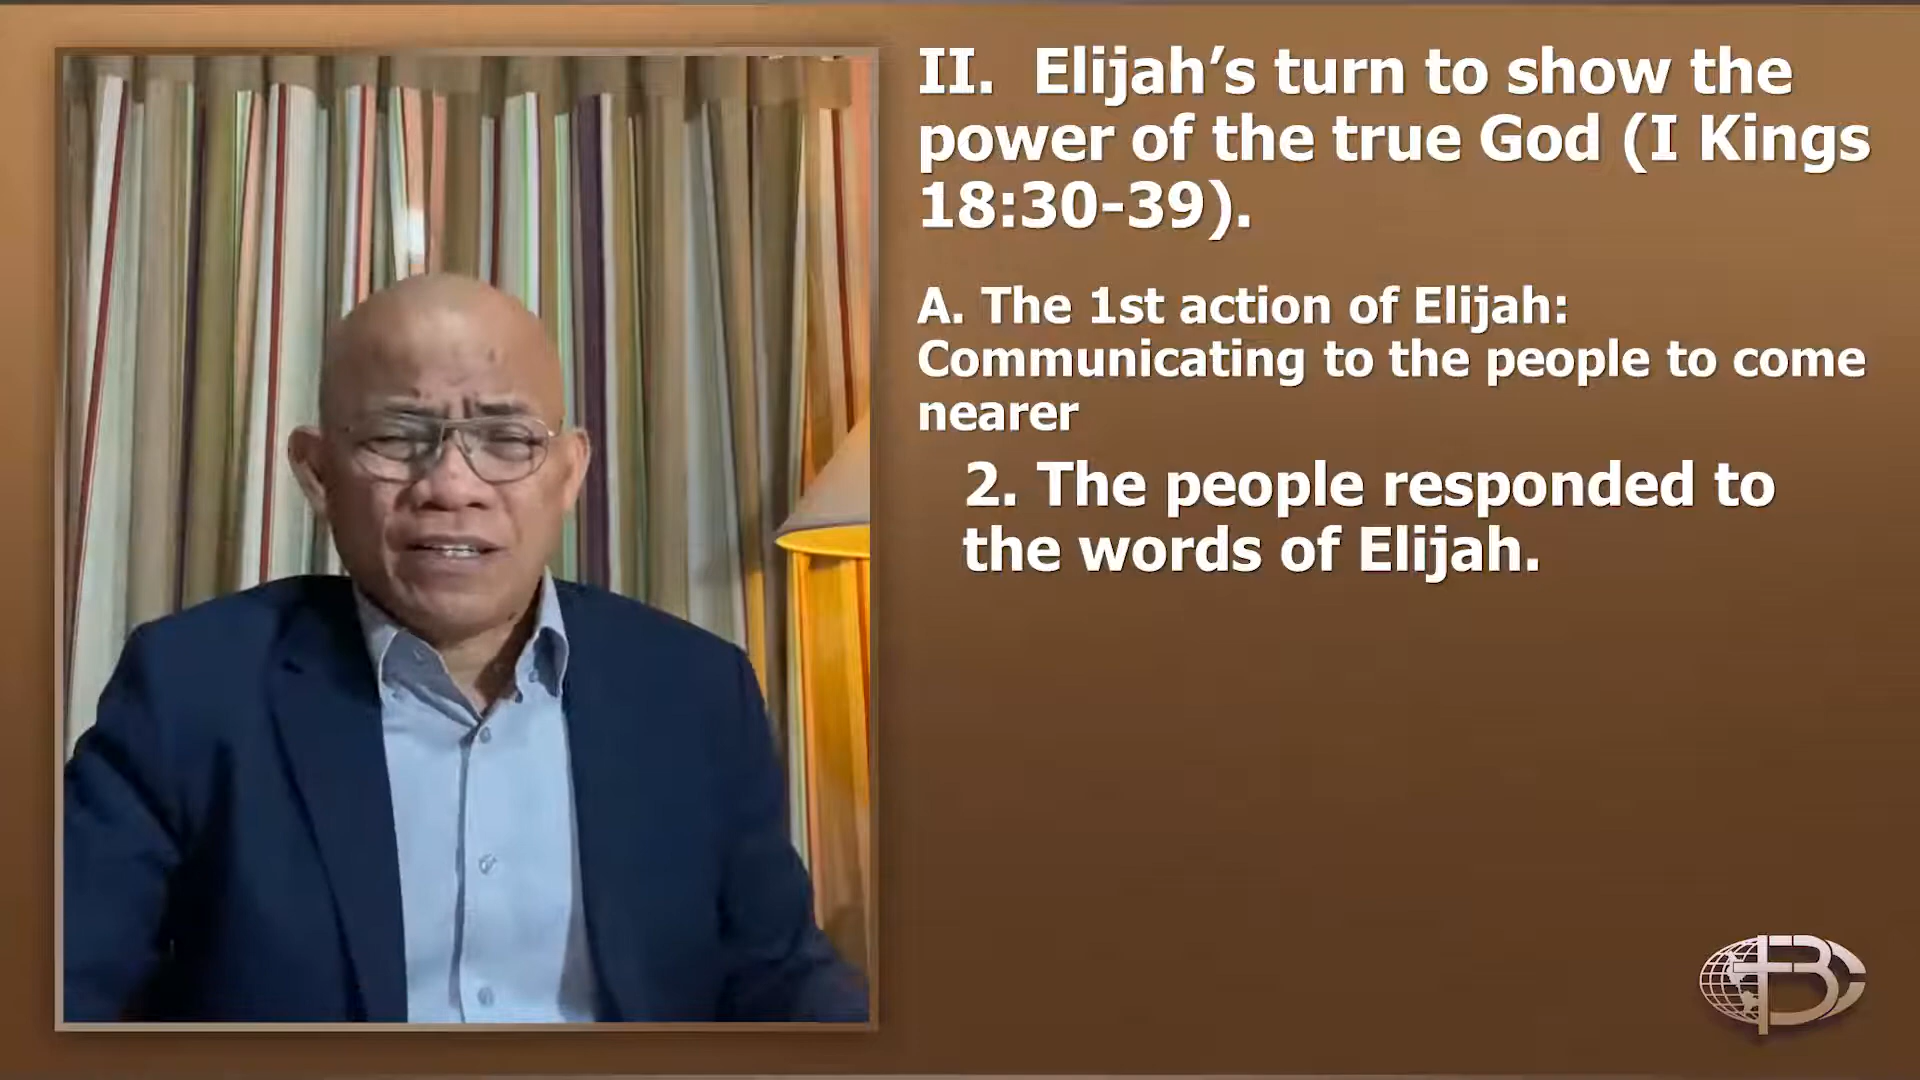 II.  Elijah’s turn to show the
power of the true God (I Kings
18:30-39).
A. The 1st action of Elijah:
Communicating to the people to come
nearer
2. The people responded to
the words of Elijah.